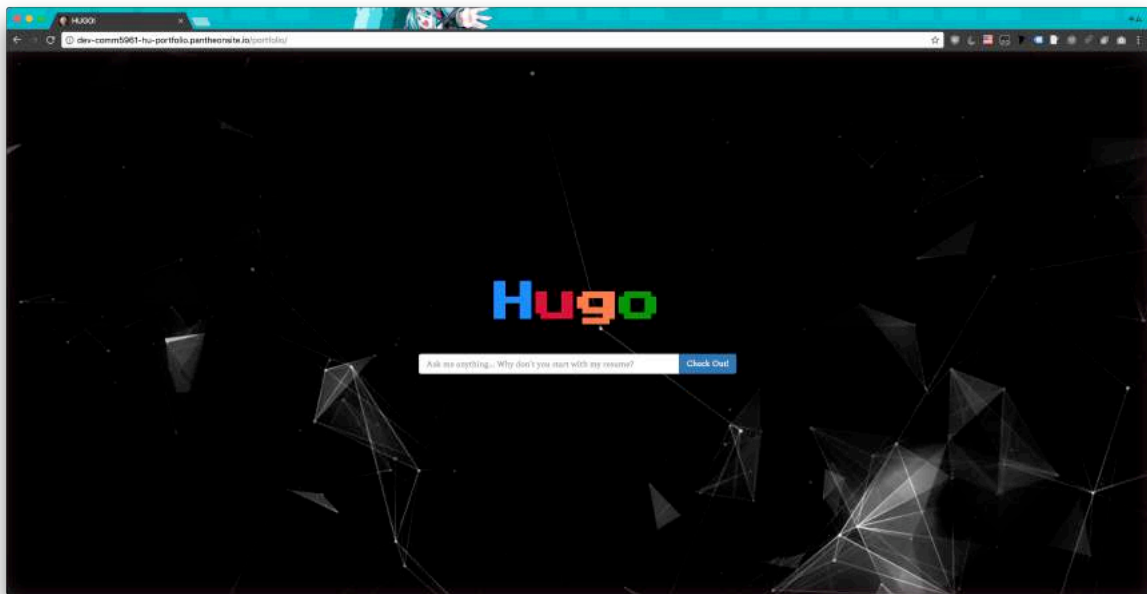 HUGO!
dev-comm5961-hu-portfolio.pantheonsite.io/portfolio/
Hugo
Ask me anything... Why don't you start with my resume?
Check Out!